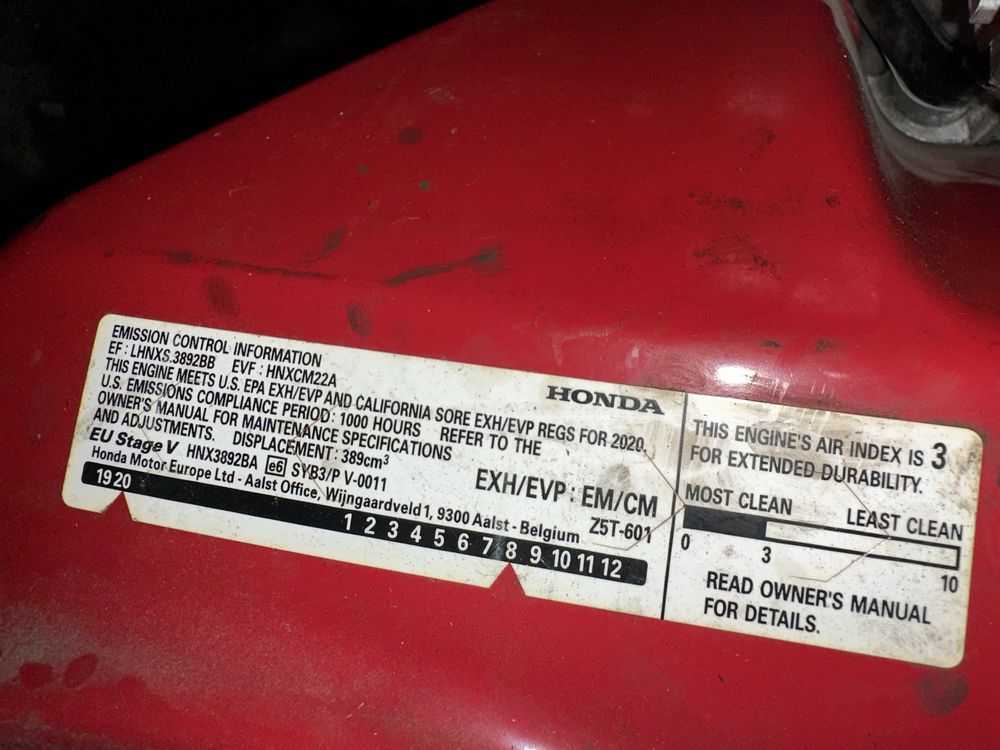 EMISSION CONTROL INFORMATION
EF : LHNXS.3892BB EVF : HNXCM22A
THIS ENGINE MEETS U.S. EPA EXH/EVP AND CALIFORNIA SORE EXH/EVP REGS FOR 2020.
U.S. EMISSIONS COMPLIANCE PERIOD: 1000 HOURS REFER TO THE
OWNER'S MANUAL FOR MAINTENANCE SPECIFICATIONS
AND ADJUSTMENTS. DISPLACEMENT : 389cm³
HONDA
EXH/EVP : EM/CM
EU Stage V HNX3892BA e6 SYB3/P V-0011
Honda Motor Europe Ltd - Aalst Office, Wijngaardveld 1, 9300 Aalst - Belgium Z5T-601
19 20 1 2 3 4 5 6 7 8 9 10 11 12
THIS ENGINE'S AIR INDEX IS 3
FOR EXTENDED DURABILITY.
MOST CLEAN LEAST CLEAN
0 3 10
READ OWNER'S MANUAL
FOR DETAILS.